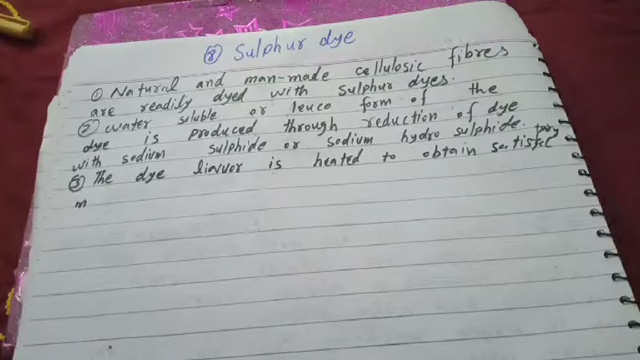 ⑧ Sulphur dye
① Natural and man-made cellulosic fibres
are readily dyed with sulphur dyes.
② Water soluble or leuco form of the
dye is produced through reduction of dye
with sodium sulphide or sodium hydro sulphide.
③ The dye liavuor is heated to obtain satisfac
tory
m